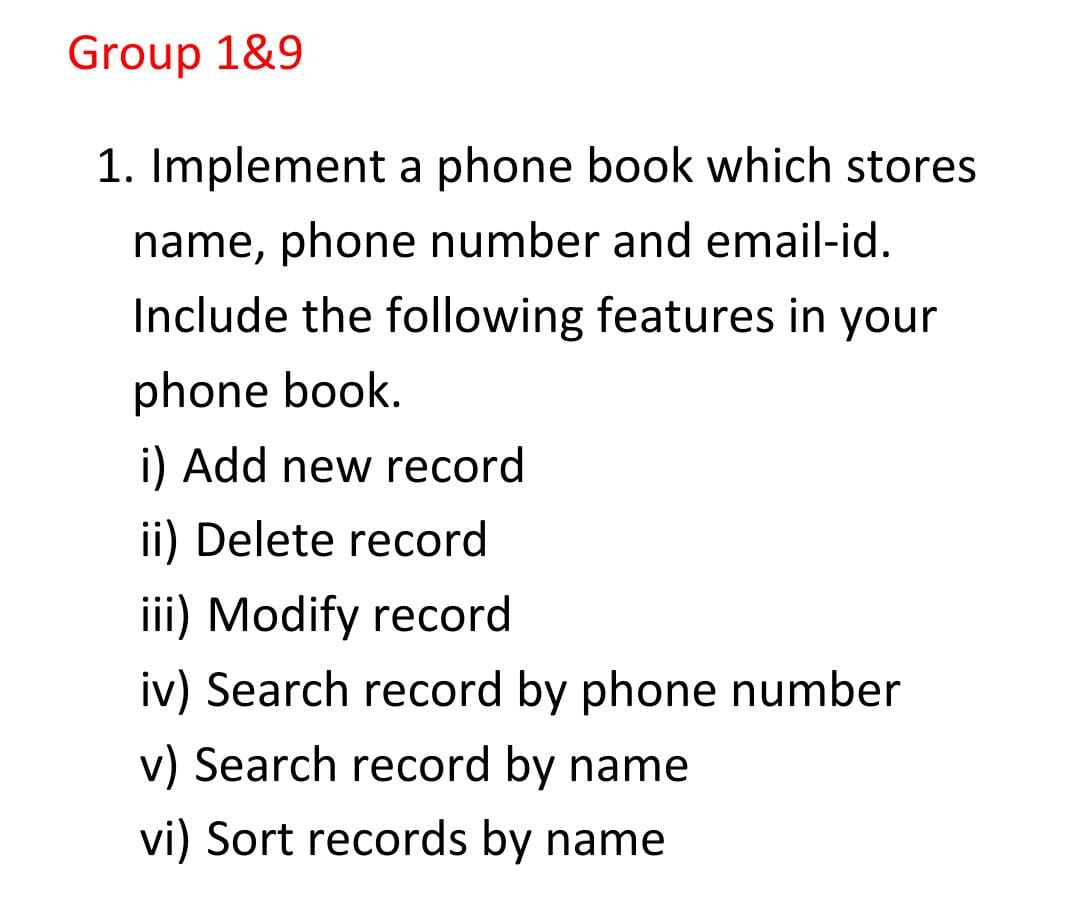 Group 1&9
1. Implement a phone book which stores
name, phone number and email-id.
Include the following features in your
phone book.
i) Add new record
ii) Delete record
iii) Modify record
iv) Search record by phone number
v) Search record by name
vi) Sort records by name